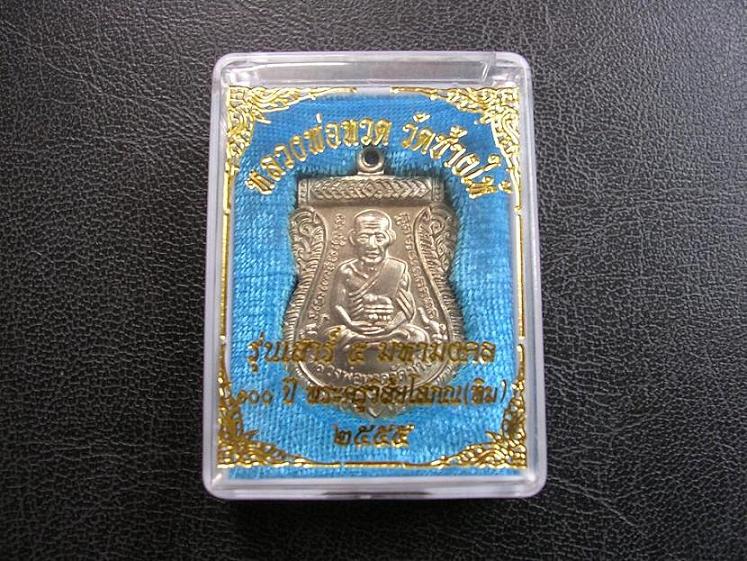 หลวงพ่อทวด วัดช้างให้
รุ่นเสาร์ ๕ มหามงคล
๑๐๐ ปี พระครูวิสัยโสภณ(ทิม)
๒๕๕๕